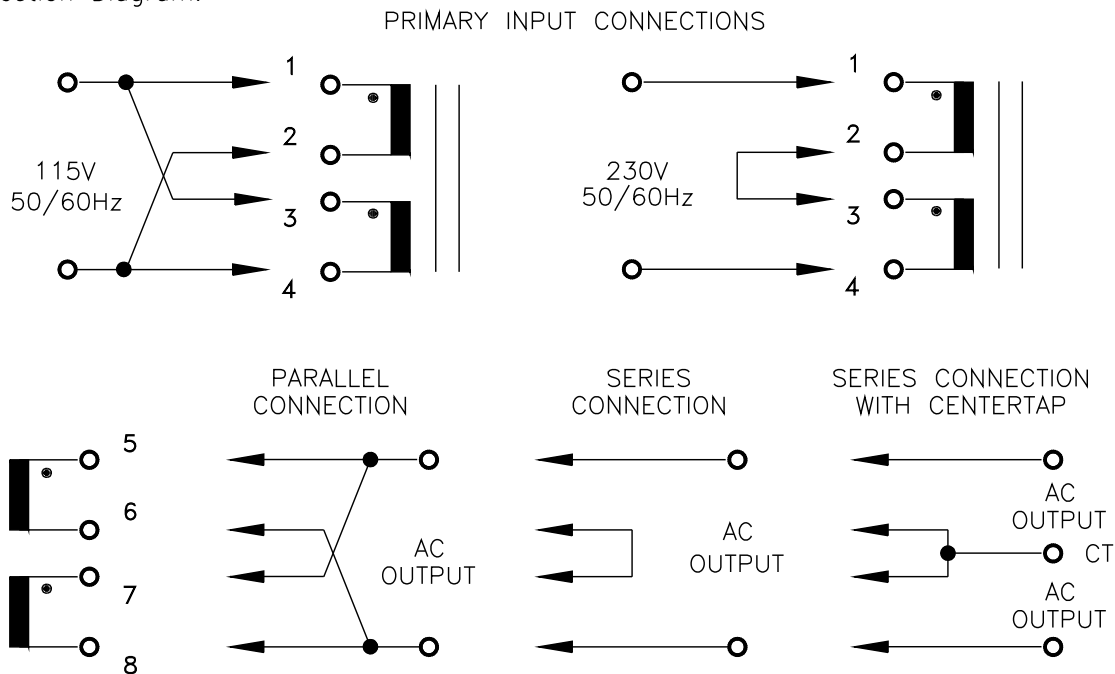 PRIMARY INPUT CONNECTIONS
1
2
3
4
115V
50/60Hz
1
2
3
4
230V
50/60Hz
PARALLEL
CONNECTION
SERIES
CONNECTION
SERIES CONNECTION
WITH CENTERTAP
5
6
7
8
AC
OUTPUT
AC
OUTPUT
AC
OUTPUT
CT
AC
OUTPUT